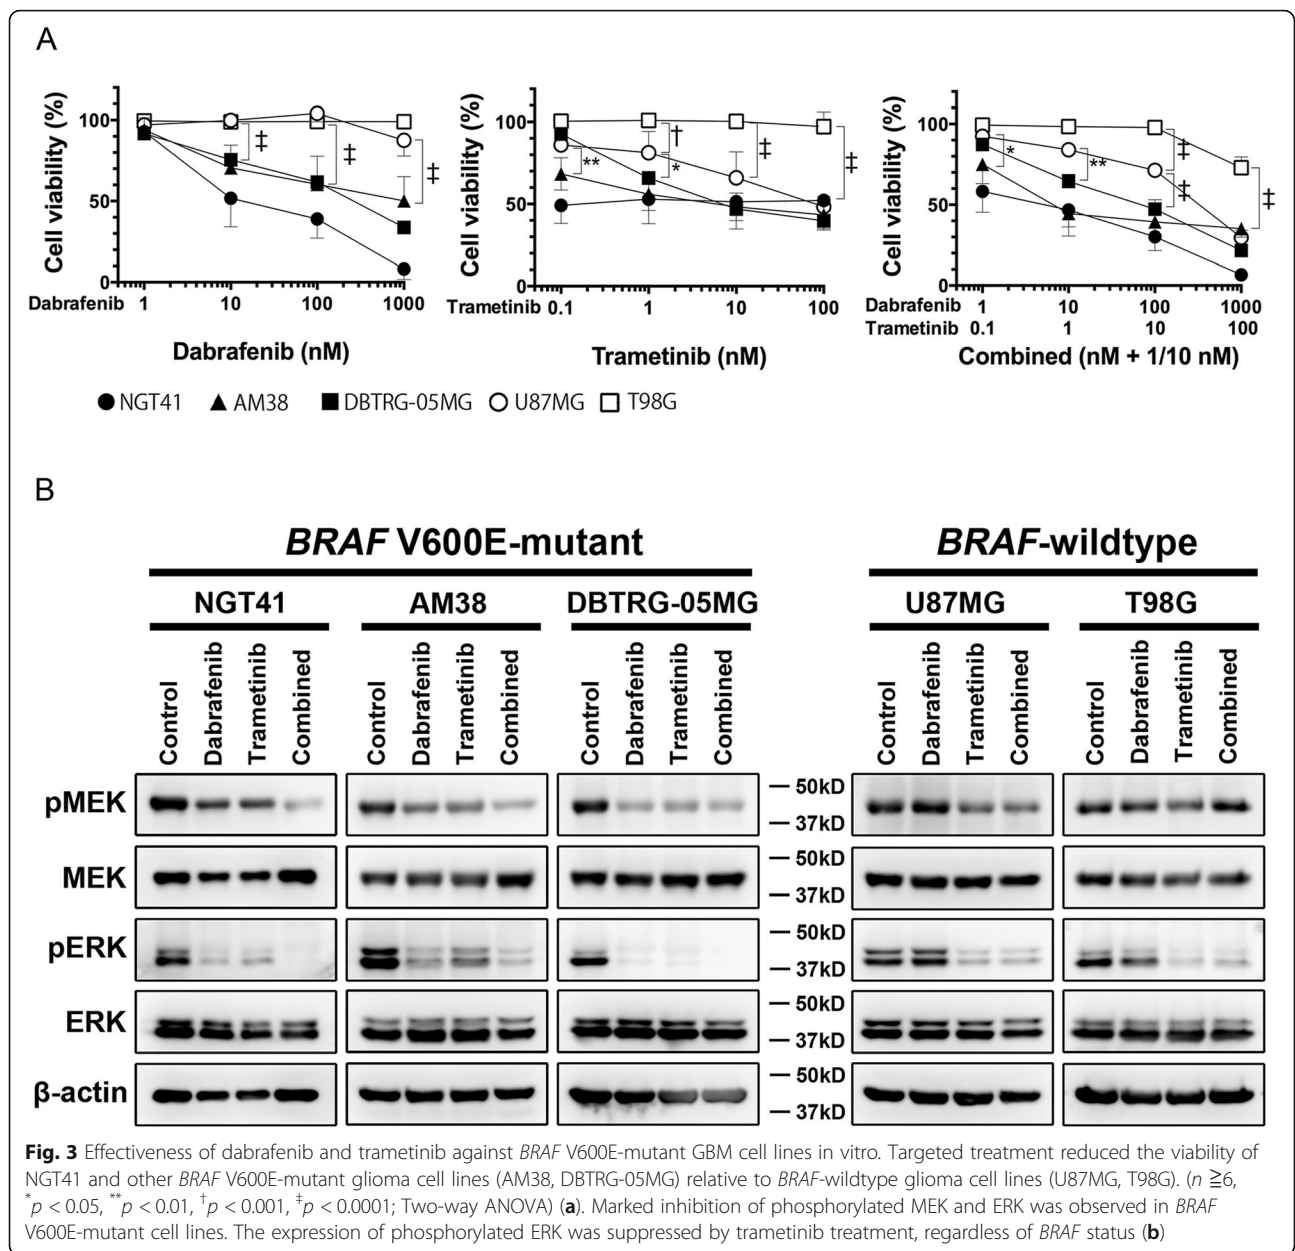 A
Cell viability (%)
100
50
0
Dabrafenib 1 10 100 1000
Dabrafenib (nM)
‡ ‡ ‡
Cell viability (%)
100
50
0
Trametinib 0.1 1 10 100
Trametinib (nM)
** † * ‡ ‡
Cell viability (%)
100
50
0
Dabrafenib 1 10 100 1000
Trametinib 0.1 1 10 100
Combined (nM + 1/10 nM)
* ** ‡ ‡ ‡
NGT41 AM38 DBTRG-05MG U87MG T98G
B
BRAF V600E-mutant BRAF-wildtype
NGT41 AM38 DBTRG-05MG U87MG T98G
Control Dabrafenib Trametinib Combined Control Dabrafenib Trametinib Combined Control Dabrafenib Trametinib Combined Control Dabrafenib Trametinib Combined Control Dabrafenib Trametinib Combined
pMEK 50kD
37kD
MEK 50kD
37kD
pERK 50kD
37kD
ERK 50kD
37kD
β-actin 50kD
37kD
Fig. 3 Effectiveness of dabrafenib and trametinib against BRAF V600E-mutant GBM cell lines in vitro. Targeted treatment reduced the viability of
NGT41 and other BRAF V600E-mutant glioma cell lines (AM38, DBTRG-05MG) relative to BRAF-wildtype glioma cell lines (U87MG, T98G). (n ≧6,
*p < 0.05, **p < 0.01, †p < 0.001, ‡p < 0.0001; Two-way ANOVA) (a). Marked inhibition of phosphorylated MEK and ERK was observed in BRAF
V600E-mutant cell lines. The expression of phosphorylated ERK was suppressed by trametinib treatment, regardless of BRAF status (b)